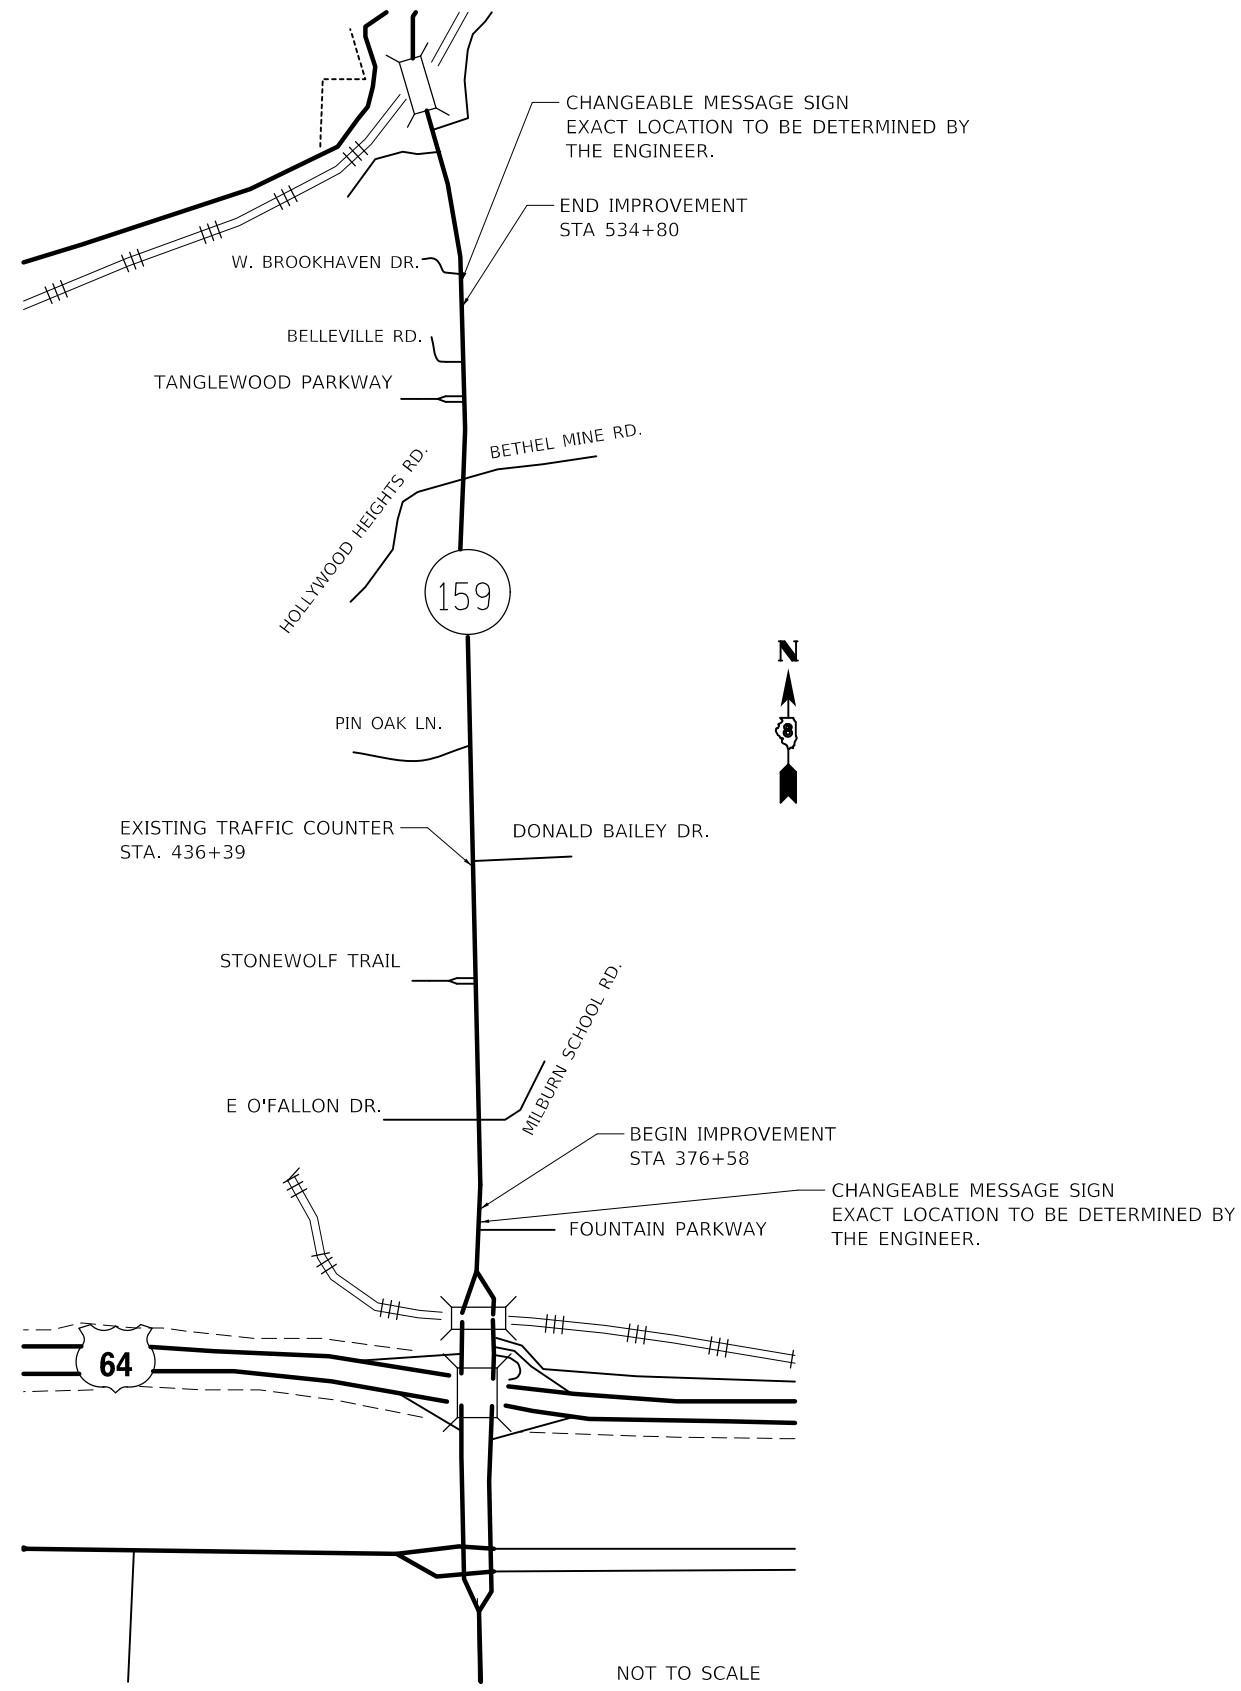 CHANGEABLE MESSAGE SIGN
EXACT LOCATION TO BE DETERMINED BY
THE ENGINEER.
END IMPROVEMENT
STA 534+80
W. BROOKHAVEN DR.
BELLEVILLE RD.
TANGLEWOOD PARKWAY
BETHEL MINE RD.
HOLLYWOOD HEIGHTS RD.
159
N
8
PIN OAK LN.
EXISTING TRAFFIC COUNTER
STA. 436+39
DONALD BAILEY DR.
STONEWOLF TRAIL
MILBURN SCHOOL RD.
E O'FALLON DR.
BEGIN IMPROVEMENT
STA 376+58
CHANGEABLE MESSAGE SIGN
EXACT LOCATION TO BE DETERMINED BY
THE ENGINEER.
FOUNTAIN PARKWAY
64
NOT TO SCALE